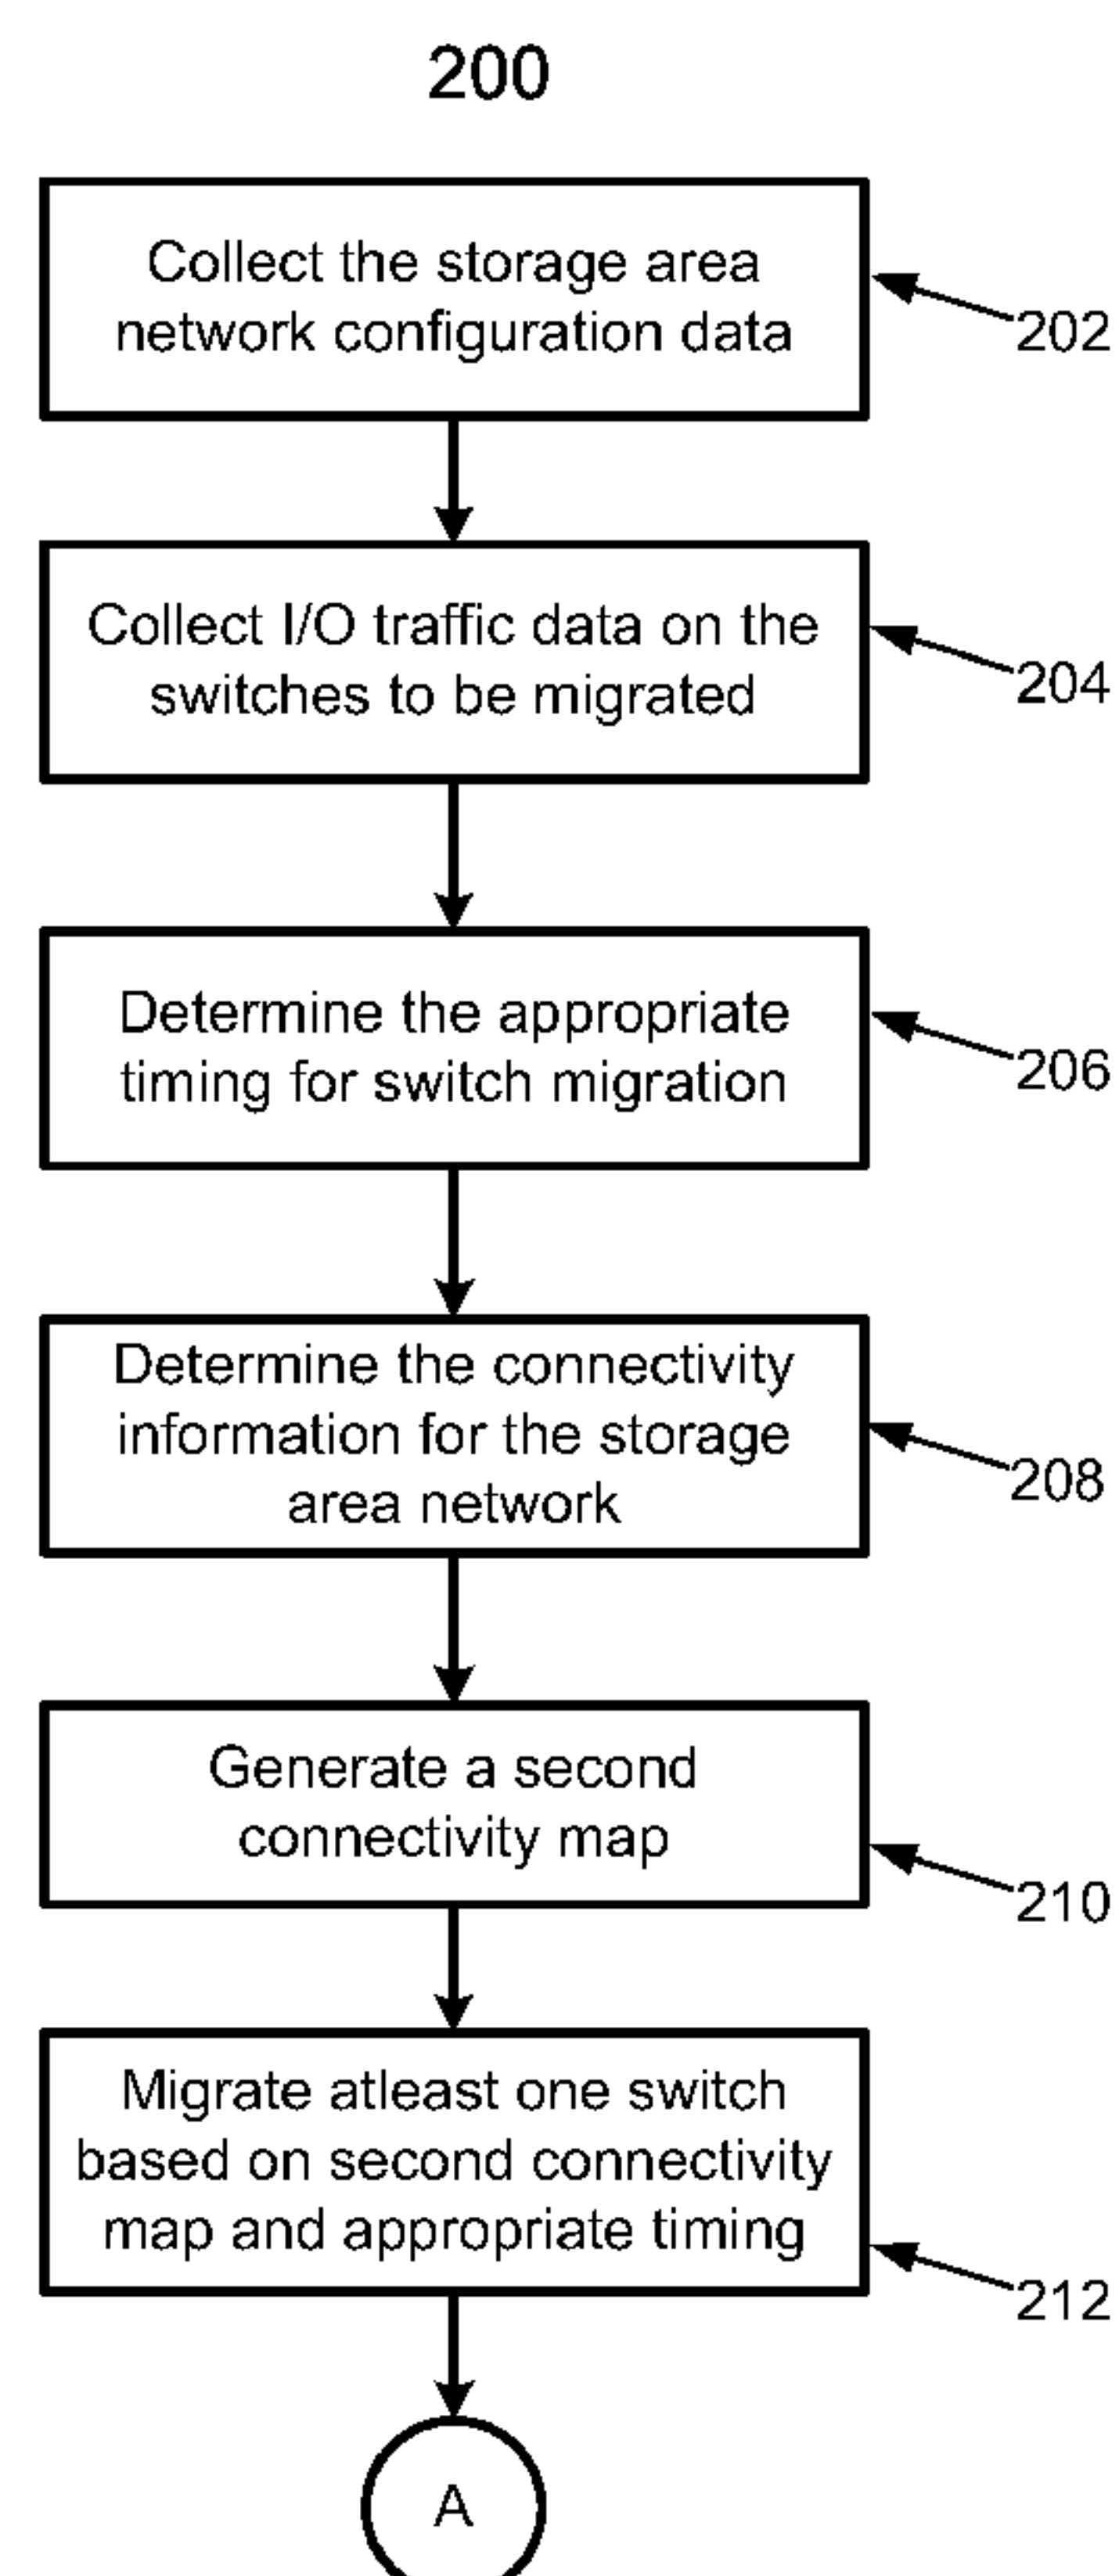 200
Collect the storage area
network configuration data
202
Collect I/O traffic data on the
switches to be migrated
204
Determine the appropriate
timing for switch migration
206
Determine the connectivity
information for the storage
area network
208
Generate a second
connectivity map
210
Migrate atleast one switch
based on second connectivity
map and appropriate timing
212
A